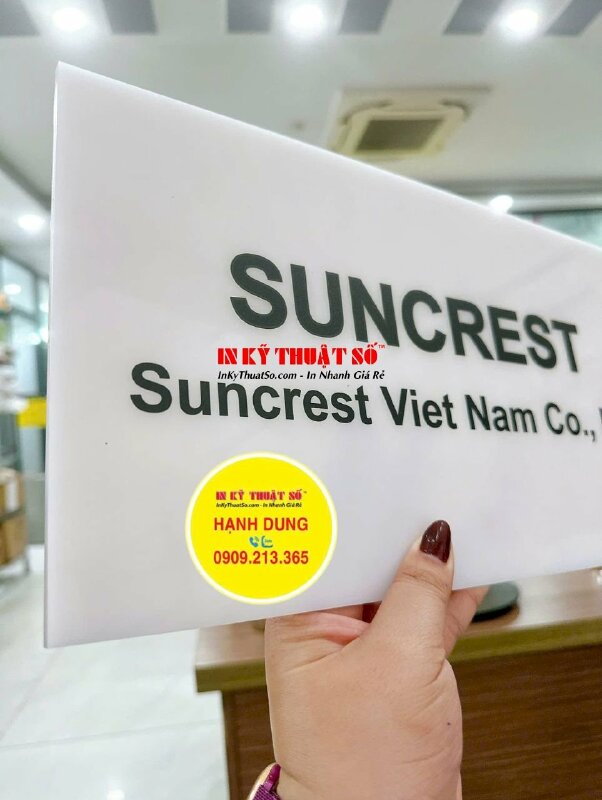 SUNCREST
IN KỸ THUẬT SỐ™
InKyThuatSo.com - In Nhanh Giá Rẻ
Suncrest Viet Nam Co.,
IN KỸ THUẬT SỐ™
InKyThuatSo.com - In Nhanh Giá Rẻ
HẠNH DUNG
0909.213.365